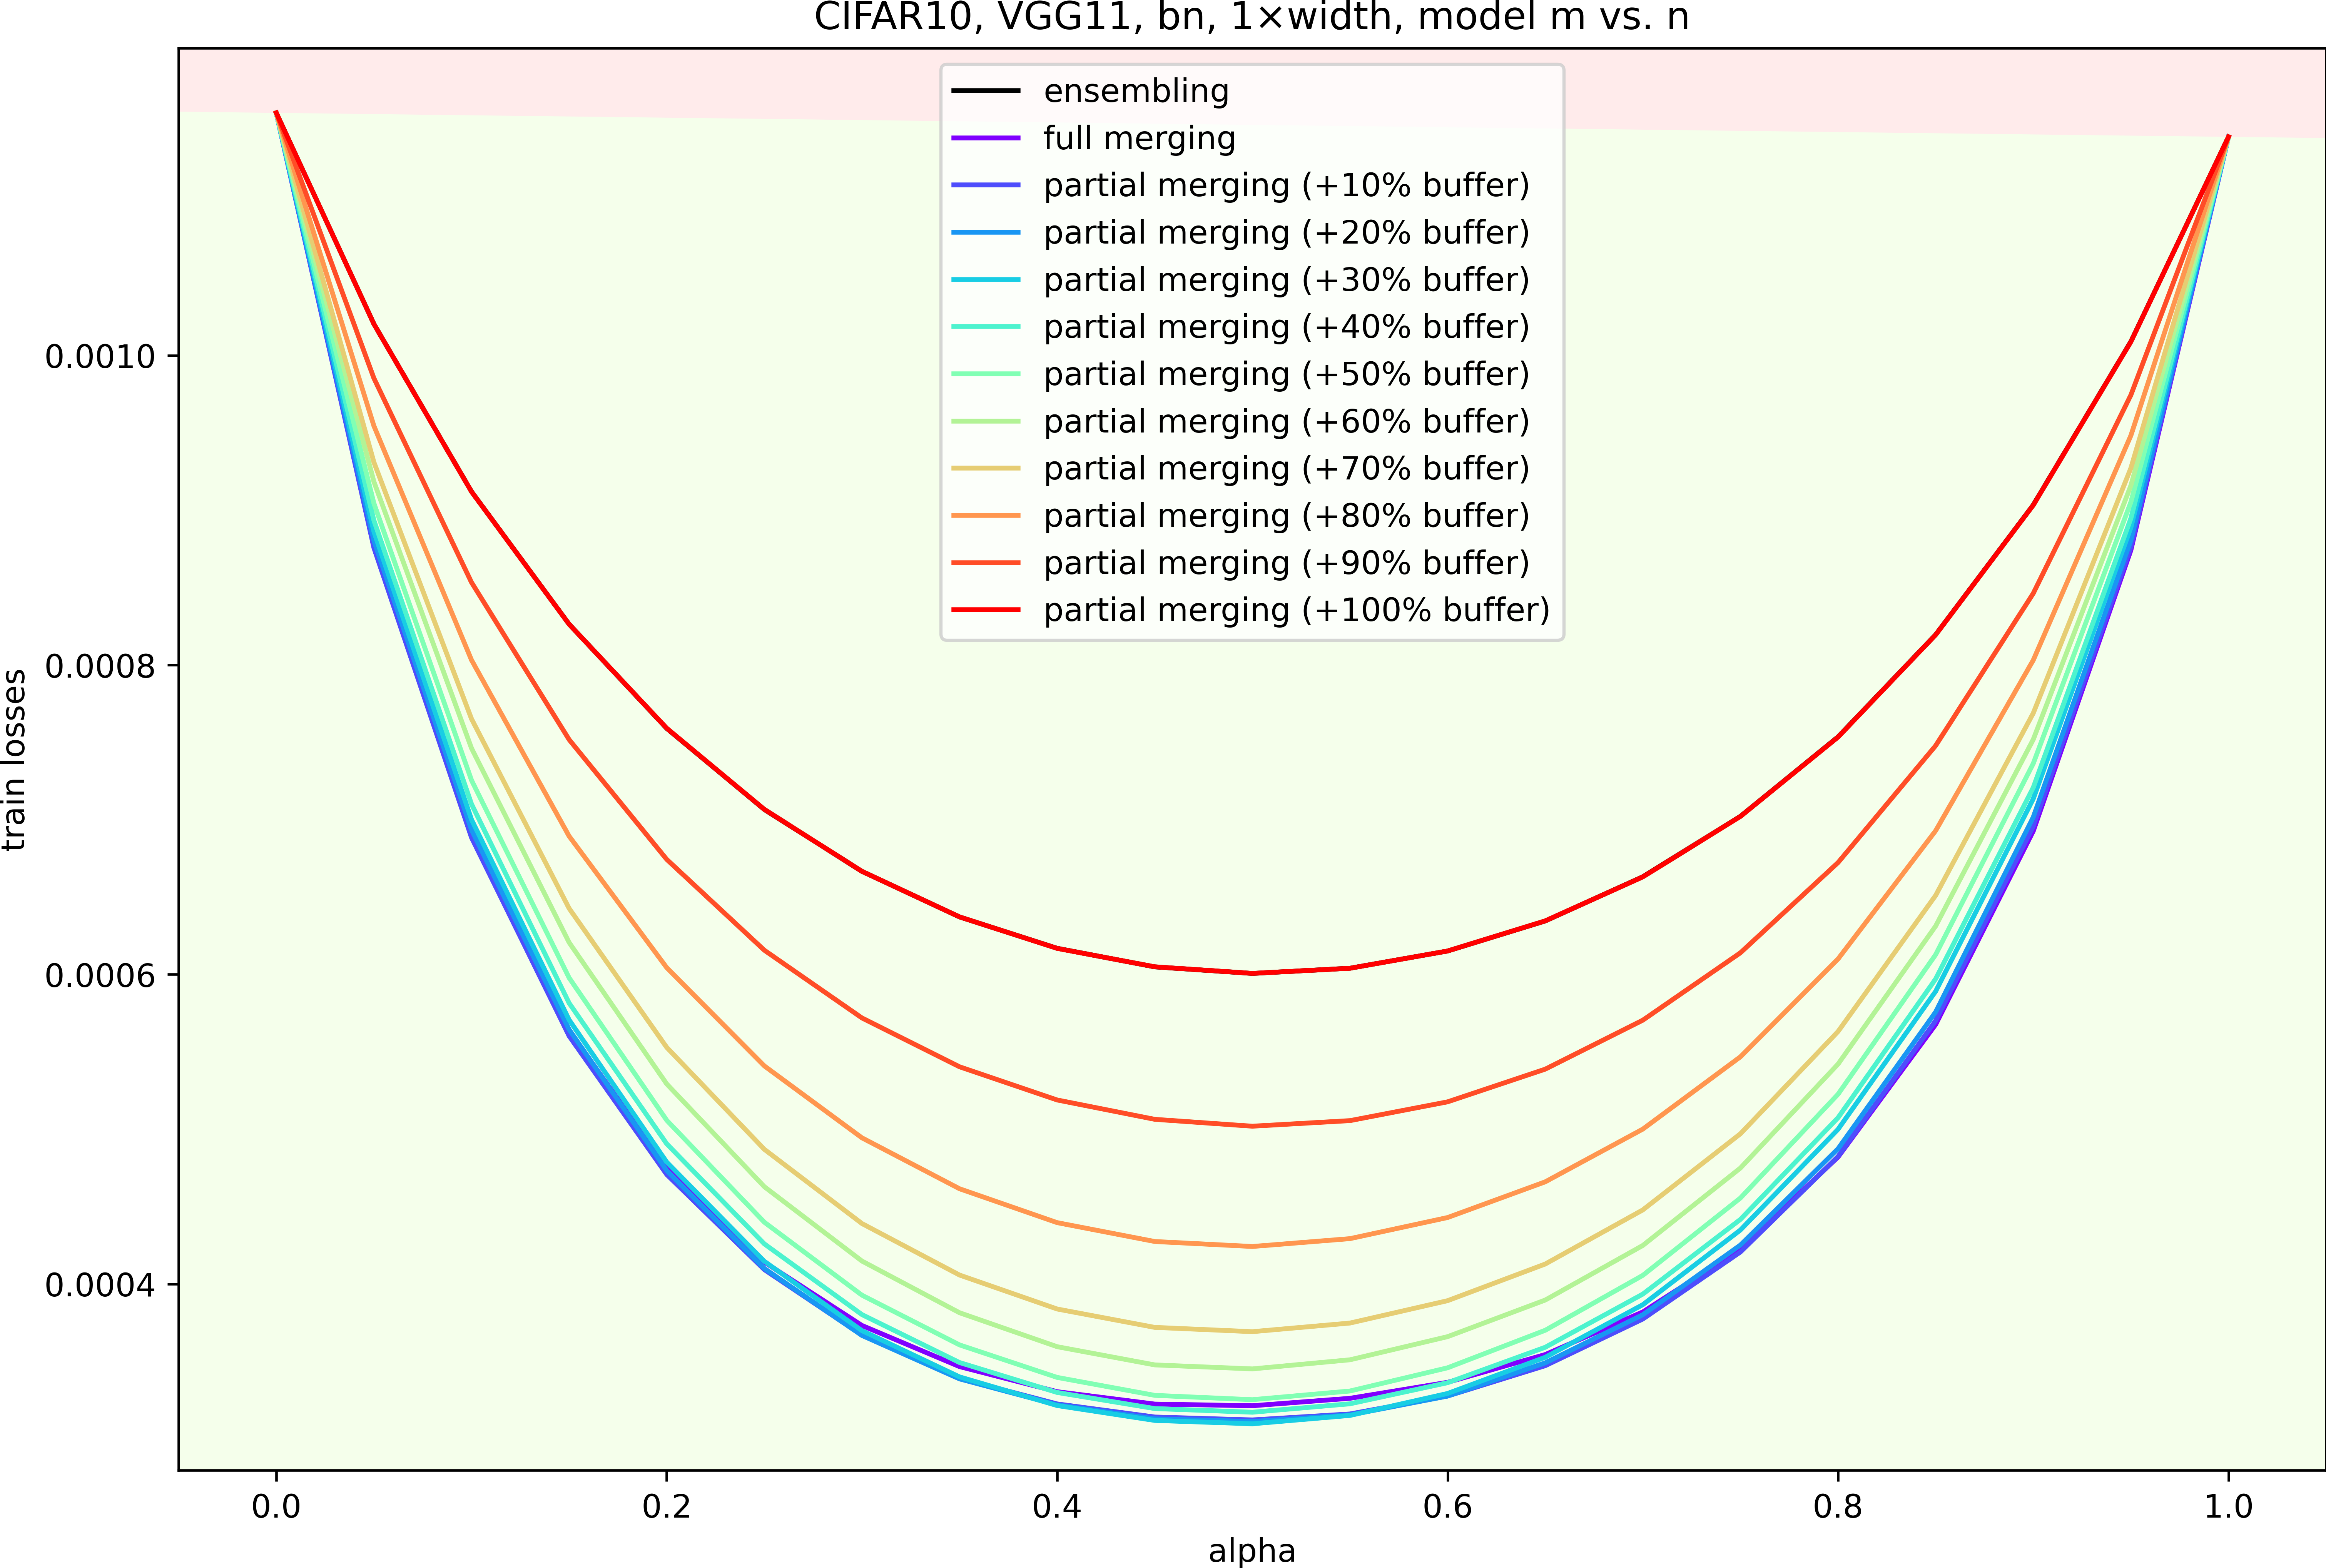 CIFAR10, VGG11, bn, 1×width, model m vs. n
ensembling
full merging
partial merging (+10% buffer)
partial merging (+20% buffer)
partial merging (+30% buffer)
partial merging (+40% buffer)
partial merging (+50% buffer)
partial merging (+60% buffer)
partial merging (+70% buffer)
partial merging (+80% buffer)
partial merging (+90% buffer)
partial merging (+100% buffer)
train losses
0.0010
0.0008
0.0006
0.0004
0.0 0.2 0.4 0.6 0.8 1.0
alpha